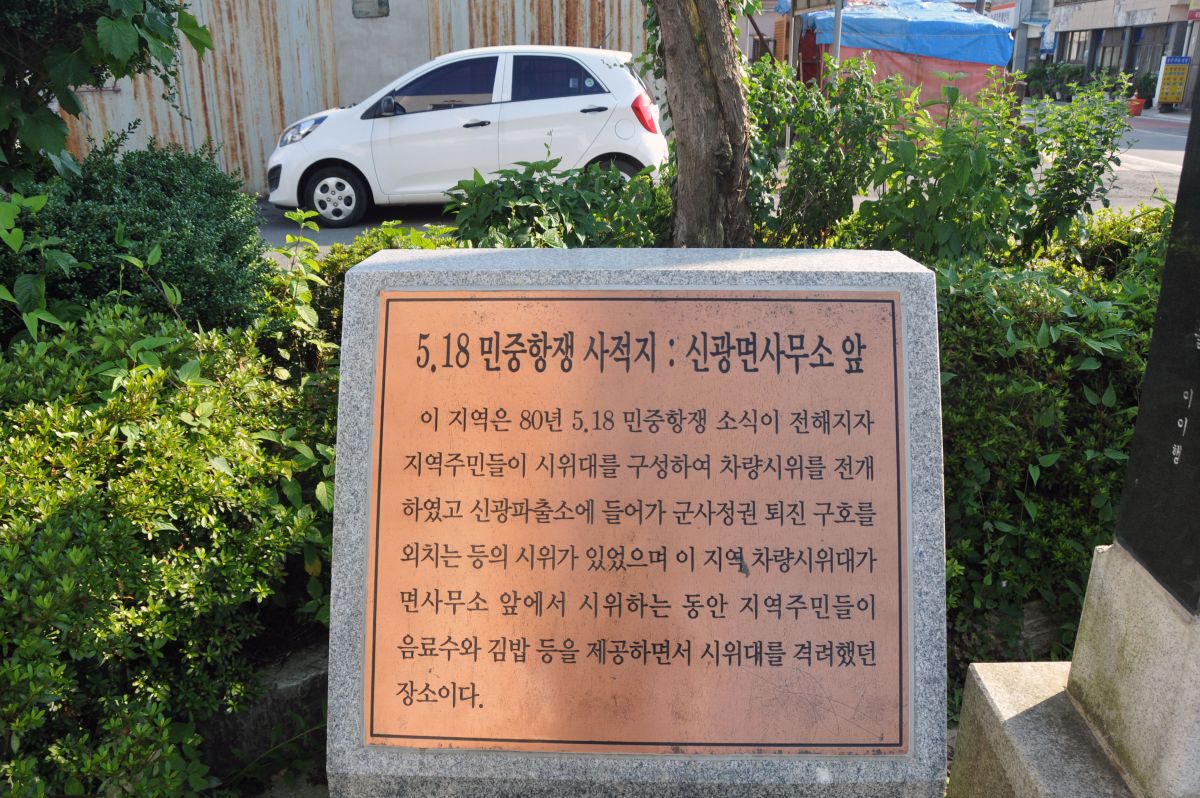 5.18 민중항쟁 사적지 : 신광면사무소 앞
이 지역은 80년 5.18 민중항쟁 소식이 전해지자
지역주민들이 시위대를 구성하여 차량시위를 전개
하였고 신광파출소에 들어가 군사정권 퇴진 구호를
외치는 등의 시위가 있었으며 이 지역 차량시위대가
면사무소 앞에서 시위하는 동안 지역주민들이
음료수와 김밥 등을 제공하면서 시위대를 격려했던
장소이다.
이이행